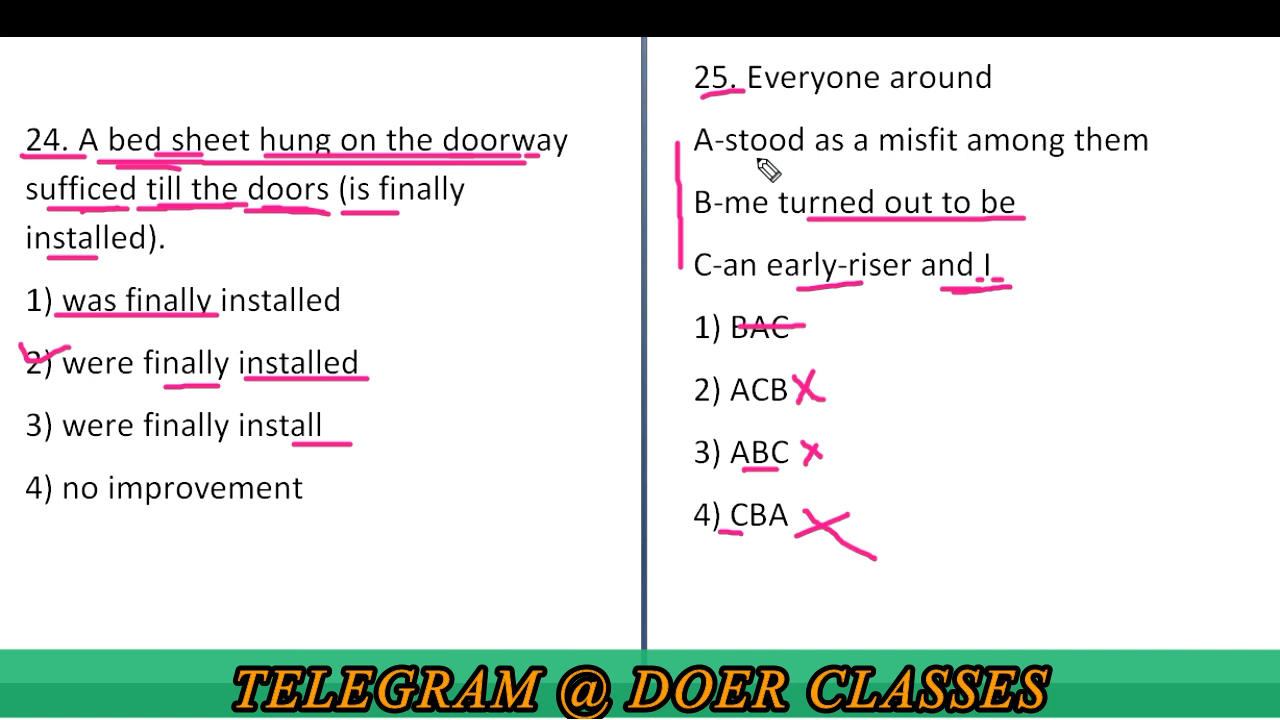 24. A bed sheet hung on the doorway
sufficed till the doors (is finally
installed).
1) was finally installed
2) were finally installed
3) were finally install
4) no improvement
25. Everyone around
A-stood as a misfit among them
B-me turned out to be
C-an early-riser and I
1) BAC
2) ACB
3) ABC
4) CBA
TELEGRAM @ DOER CLASSES